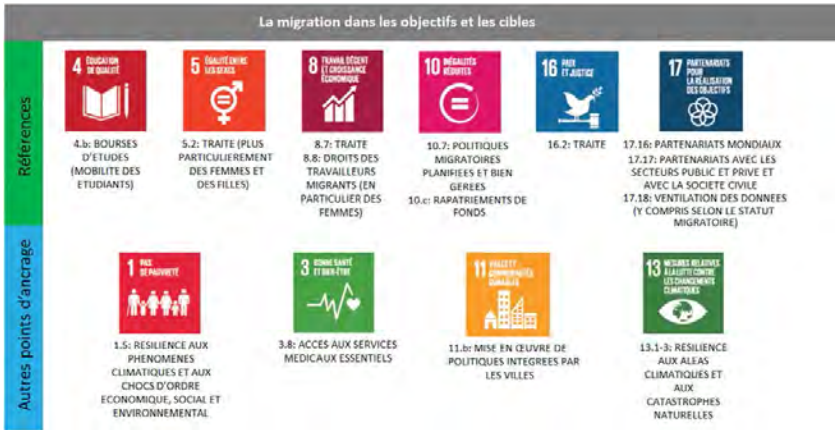 La migration dans les objectifs et les cibles
Références
4 ÉDUCATION
DE QUALITÉ
4.b: BOURSES
D'ETUDES
(MOBILITE DES
ETUDIANTS)
5 ÉGALITÉ ENTRE
LES SEXES
5.2: TRAITE (PLUS
PARTICULIEREMENT
DES FEMMES ET
DES FILLES)
8 TRAVAIL DÉCENT
ET CROISSANCE
ÉCONOMIQUE
8.7: TRAITE
8.8: DROITS DES
TRAVAILLEURS
MIGRANTS (EN
PARTICULIER DES
FEMMES)
10 INÉGALITÉS
RÉDUITES
10.7: POLITIQUES
MIGRATOIRES
PLANIFIEES ET BIEN
GEREES
10.c: RAPATRIEMENTS DE
FONDS
16 PAIX
ET JUSTICE
16.2: TRAITE
17 PARTENARIATS
POUR
LA RÉALISATION
DES OBJECTIFS
17.16: PARTENARIATS MONDIAUX
17.17: PARTENARIATS AVEC LES
SECTEURS PUBLIC ET PRIVE ET
AVEC LA SOCIETE CIVILE
17.18: VENTILATION DES DONNEES
(Y COMPRIS SELON LE STATUT
MIGRATOIRE)
Autres points d'ancrage
1 PAS
DE PAUVRETÉ
1.5: RESILIENCE AUX
PHENOMENES
CLIMATIQUES ET AUX
CHOCS D'ORDRE
ECONOMIQUE, SOCIAL ET
ENVIRONNEMENTAL
3 BONNE SANTÉ
ET BIEN-ÊTRE
3.8: ACCES AUX SERVICES
MEDICAUX ESSENTIELS
11 VILLES ET
COMMUNAUTÉS
DURABLES
11.b: MISE EN ŒUVRE DE
POLITIQUES INTEGREES PAR
LES VILLES
13 MESURES RELATIVES
À LA LUTTE CONTRE
LES CHANGEMENTS
CLIMATIQUES
13.1-3: RESILIENCE
AUX ALEAS
CLIMATIQUES ET
AUX
CATASTROPHES
NATURELLES